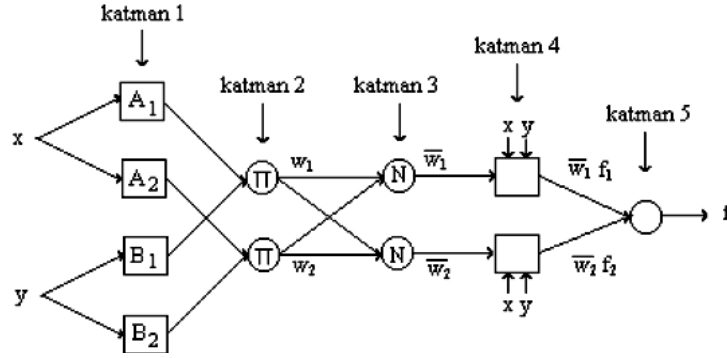 katman 1
katman 2
katman 3
katman 4
katman 5
x
y
A1
A2
B1
B2
Π
Π
w1
w2
N
N
w̅1
w̅2
x y
x y
w̅1 f1
w̅2 f2
f